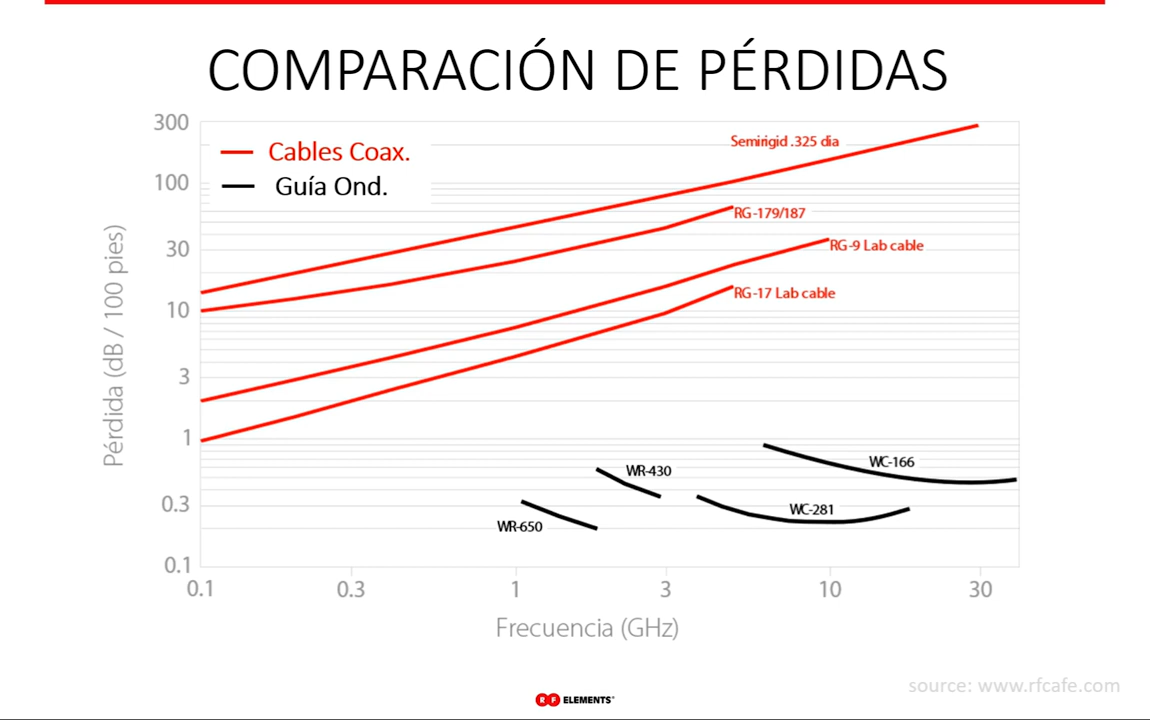 COMPARACIÓN DE PÉRDIDAS
Cables Coax.
Guía Ond.
Pérdida (dB / 100 pies)
300
100
30
10
3
1
0.3
0.1
Semirigid .325 dia
RG-179/187
RG-9 Lab cable
RG-17 Lab cable
WC-166
WR-430
WC-281
WR-650
0.1 0.3 1 3 10 30
Frecuencia (GHz)
source: www.rfcafe.com
RF ELEMENTS